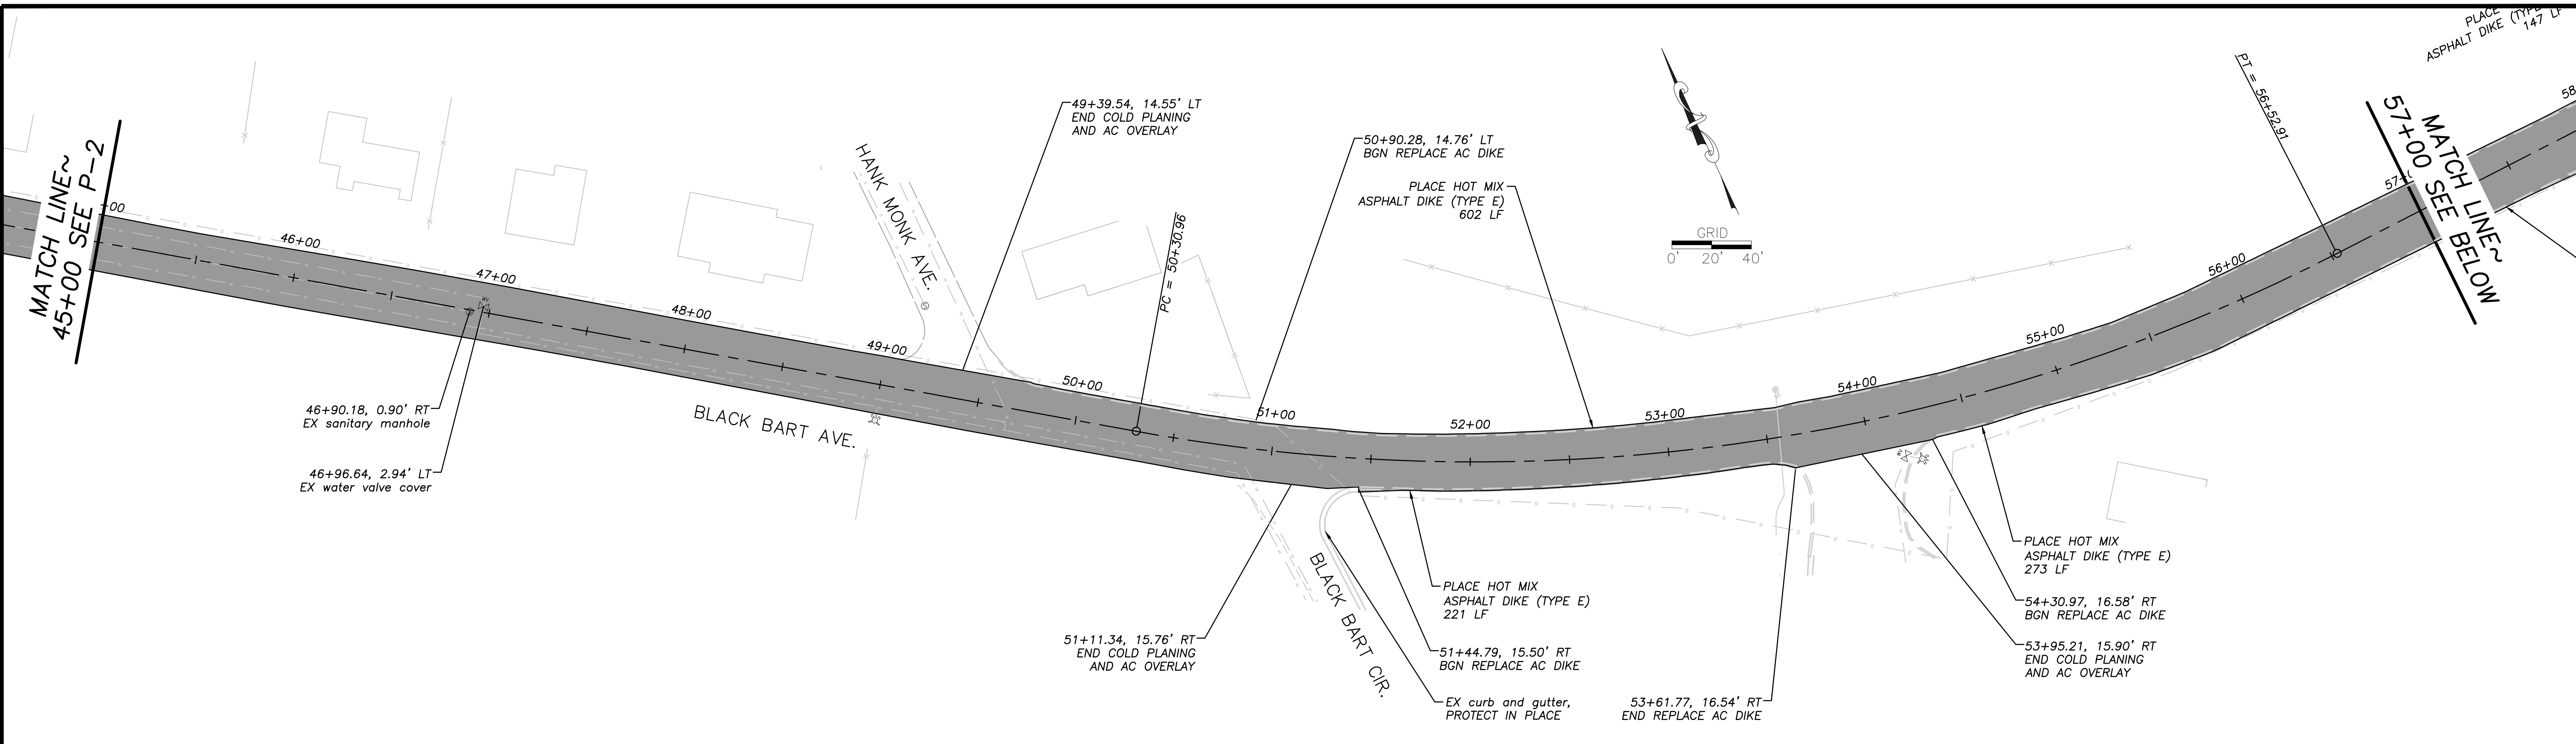 PLACE
ASPHALT DIKE (TYPE
147 LF
MATCH LINE~
45+00 SEE P-2
+00
46+00
47+00
48+00
49+00
50+00
51+00
52+00
53+00
54+00
55+00
56+00
58
WV
HANK MONK AVE.
49+39.54, 14.55' LT
END COLD PLANING
AND AC OVERLAY
PC = 50+30.96
50+90.28, 14.76' LT
BGN REPLACE AC DIKE
PLACE HOT MIX
ASPHALT DIKE (TYPE E)
602 LF
GRID
0' 20' 40'
PT = 56+52.91
MATCH LINE~
57+00 SEE BELOW
46+90.18, 0.90' RT
EX sanitary manhole
46+96.64, 2.94' LT
EX water valve cover
BLACK BART AVE.
51+11.34, 15.76' RT
END COLD PLANING
AND AC OVERLAY
BLACK BART CIR.
PLACE HOT MIX
ASPHALT DIKE (TYPE E)
221 LF
51+44.79, 15.50' RT
BGN REPLACE AC DIKE
EX curb and gutter,
PROTECT IN PLACE
53+61.77, 16.54' RT
END REPLACE AC DIKE
PLACE HOT MIX
ASPHALT DIKE (TYPE E)
273 LF
54+30.97, 16.58' RT
BGN REPLACE AC DIKE
53+95.21, 15.90' RT
END COLD PLANING
AND AC OVERLAY